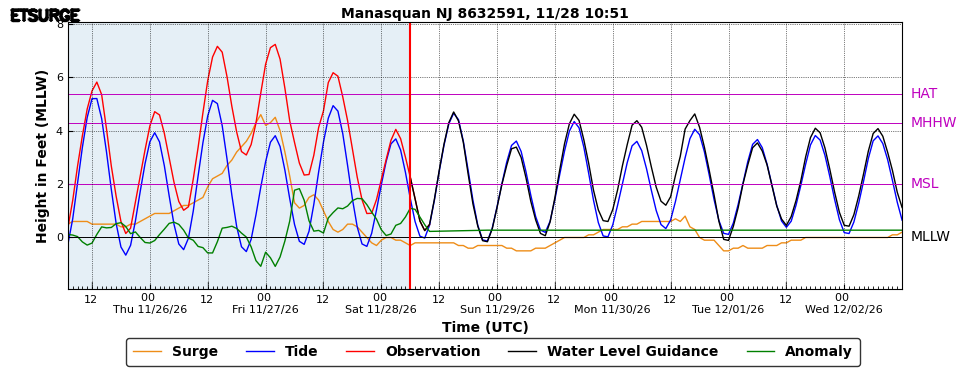 ETSURGE
Manasquan NJ 8632591, 11/28 10:51
Height in Feet (MLLW)
8
6
4
2
0
HAT
MHHW
MSL
MLLW
12 00 12 00 12 00 12 00 12 00 12 00 12 00
Thu 11/26/26 Fri 11/27/26 Sat 11/28/26 Sun 11/29/26 Mon 11/30/26 Tue 12/01/26 Wed 12/02/26
Time (UTC)
Surge Tide Observation Water Level Guidance Anomaly